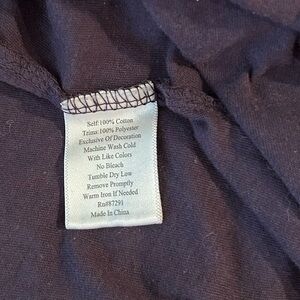 Self:100% Cotton
Trims:100% Polyester
Exclusive Of Decoration
Machine Wash Cold
With Like Colors
No Bleach
Tumble Dry Low
Remove Promptly
Warm Iron If Needed
Rn#87291
Made In China